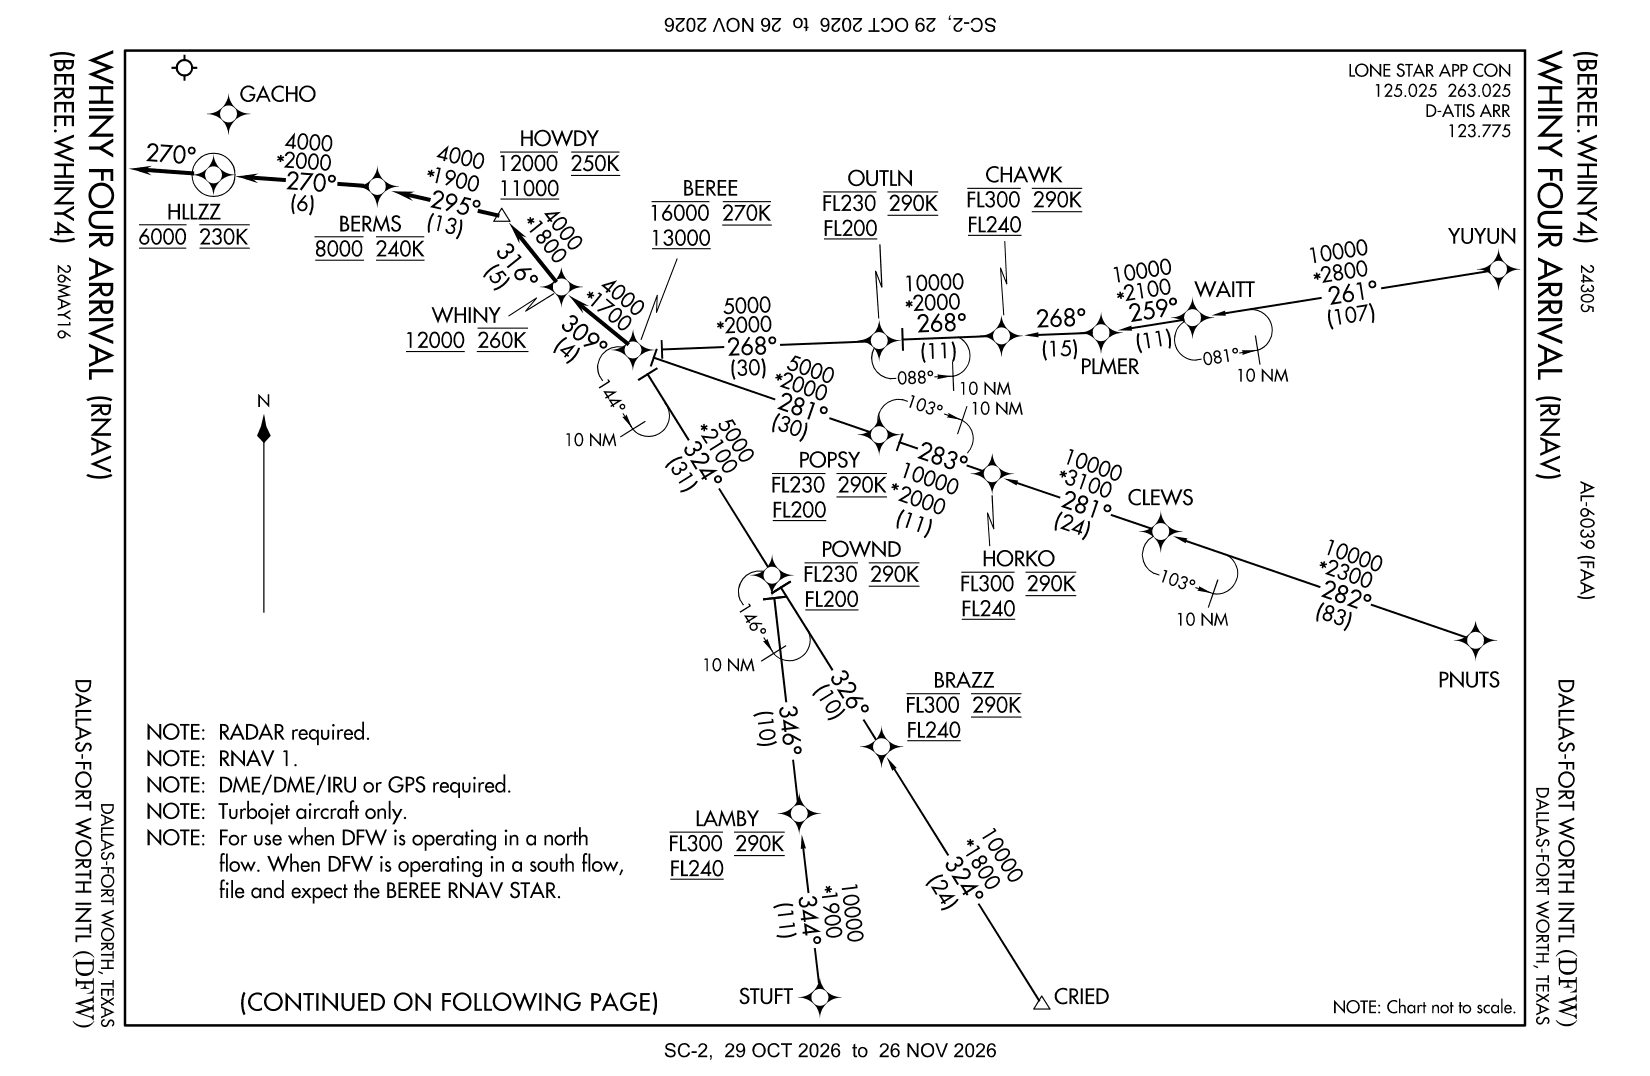 SC-2, 29 OCT 2026 to 26 NOV 2026
WHINY FOUR ARRIVAL (RNAV)
(BEREE.WHINY4) 26MAY16
DALLAS-FORT WORTH INTL (DFW)
DALLAS-FORT WORTH, TEXAS
(BEREE.WHINY4) 24305
WHINY FOUR ARRIVAL (RNAV)
AL-6039 (FAA)
DALLAS-FORT WORTH INTL (DFW)
DALLAS-FORT WORTH, TEXAS
LONE STAR APP CON
125.025 263.025
D-ATIS ARR
123.775
GACHO
270°
4000
*2000
270°
(6)
HLLZZ
6000 230K
BERMS
8000 240K
4000
*1900
295°
(13)
HOWDY
12000 250K
11000
4000
*1800
316°
(5)
WHINY
12000 260K
4000
*1700
309°
(4)
BEREE
16000 270K
13000
144°
10 NM
5000
*2000
268°
(30)
OUTLN
FL230 290K
FL200
088°
10 NM
10000
*2000
268°
(11)
CHAWK
FL300 290K
FL240
268°
(15)
PLMER
10000
*2100
259°
(11)
WAITT
081°
10 NM
10000
*2800
261°
(107)
YUYUN
5000
*2000
281°
(30)
POPSY
FL230 290K
FL200
103°
10 NM
283°
10000
*2000
(11)
HORKO
FL300 290K
FL240
10000
*3100
281°
(24)
CLEWS
103°
10 NM
10000
*2300
282°
(83)
PNUTS
5000
*2100
324°
(31)
POWND
FL230 290K
FL200
146°
10 NM
326°
(10)
BRAZZ
FL300 290K
FL240
10000
*1800
324°
(24)
CRIED
346°
(10)
LAMBY
FL300 290K
FL240
10000
*1900
344°
(11)
STUFT
N
NOTE: RADAR required.
NOTE: RNAV 1.
NOTE: DME/DME/IRU or GPS required.
NOTE: Turbojet aircraft only.
NOTE: For use when DFW is operating in a north
flow. When DFW is operating in a south flow,
file and expect the BEREE RNAV STAR.
(CONTINUED ON FOLLOWING PAGE)
NOTE: Chart not to scale.
SC-2, 29 OCT 2026 to 26 NOV 2026